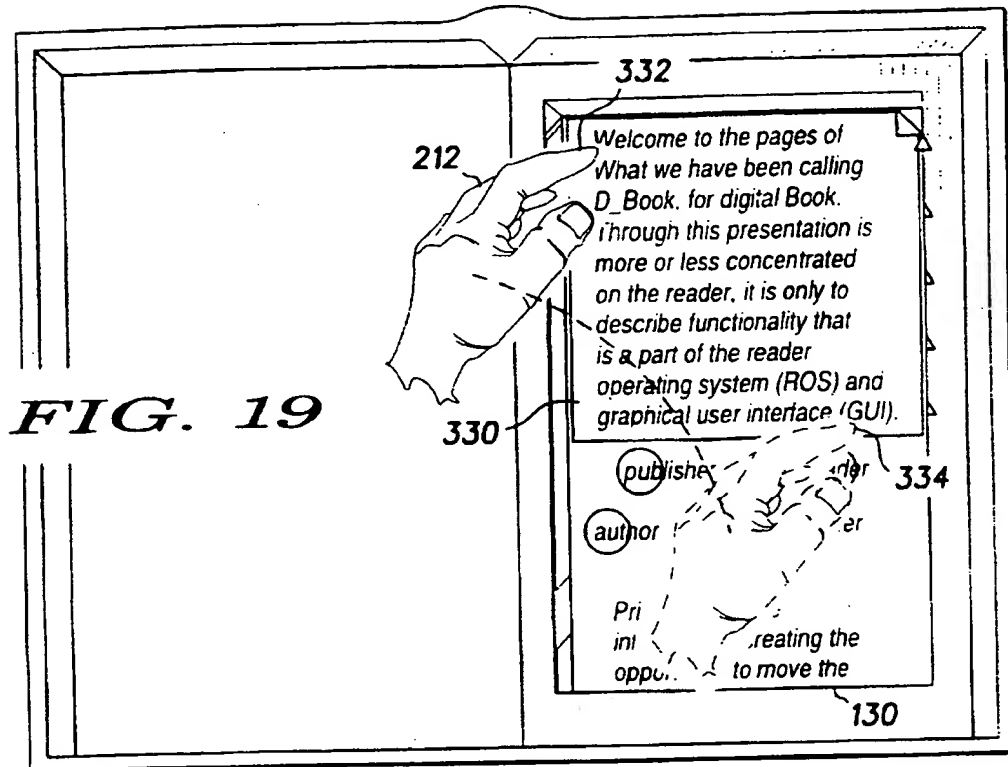 332
212
Welcome to the pages of
What we have been calling
D_Book, for digital Book.
Through this presentation is
more or less concentrated
on the reader, it is only to
describe functionality that
is a part of the reader
operating system (ROS) and
graphical user interface (GUI).
FIG. 19
330
334
publisher
author
Pri
creating the
to move the
130